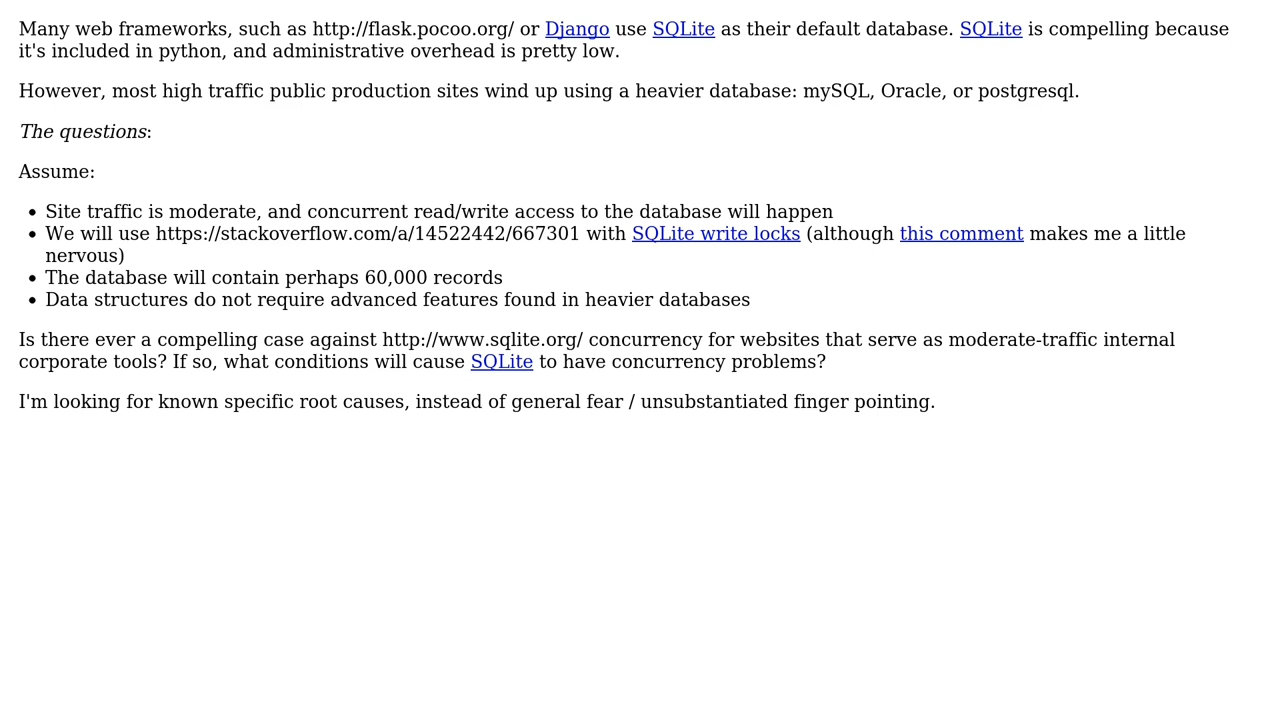 Many web frameworks, such as http://flask.pocoo.org/ or Django use SQLite as their default database. SQLite is compelling because
it's included in python, and administrative overhead is pretty low.
However, most high traffic public production sites wind up using a heavier database: mySQL, Oracle, or postgresql.
The questions:
Assume:
• Site traffic is moderate, and concurrent read/write access to the database will happen
• We will use https://stackoverflow.com/a/14522442/667301 with SQLite write locks (although this comment makes me a little
nervous)
• The database will contain perhaps 60,000 records
• Data structures do not require advanced features found in heavier databases
Is there ever a compelling case against http://www.sqlite.org/ concurrency for websites that serve as moderate-traffic internal
corporate tools? If so, what conditions will cause SQLite to have concurrency problems?
I'm looking for known specific root causes, instead of general fear / unsubstantiated finger pointing.